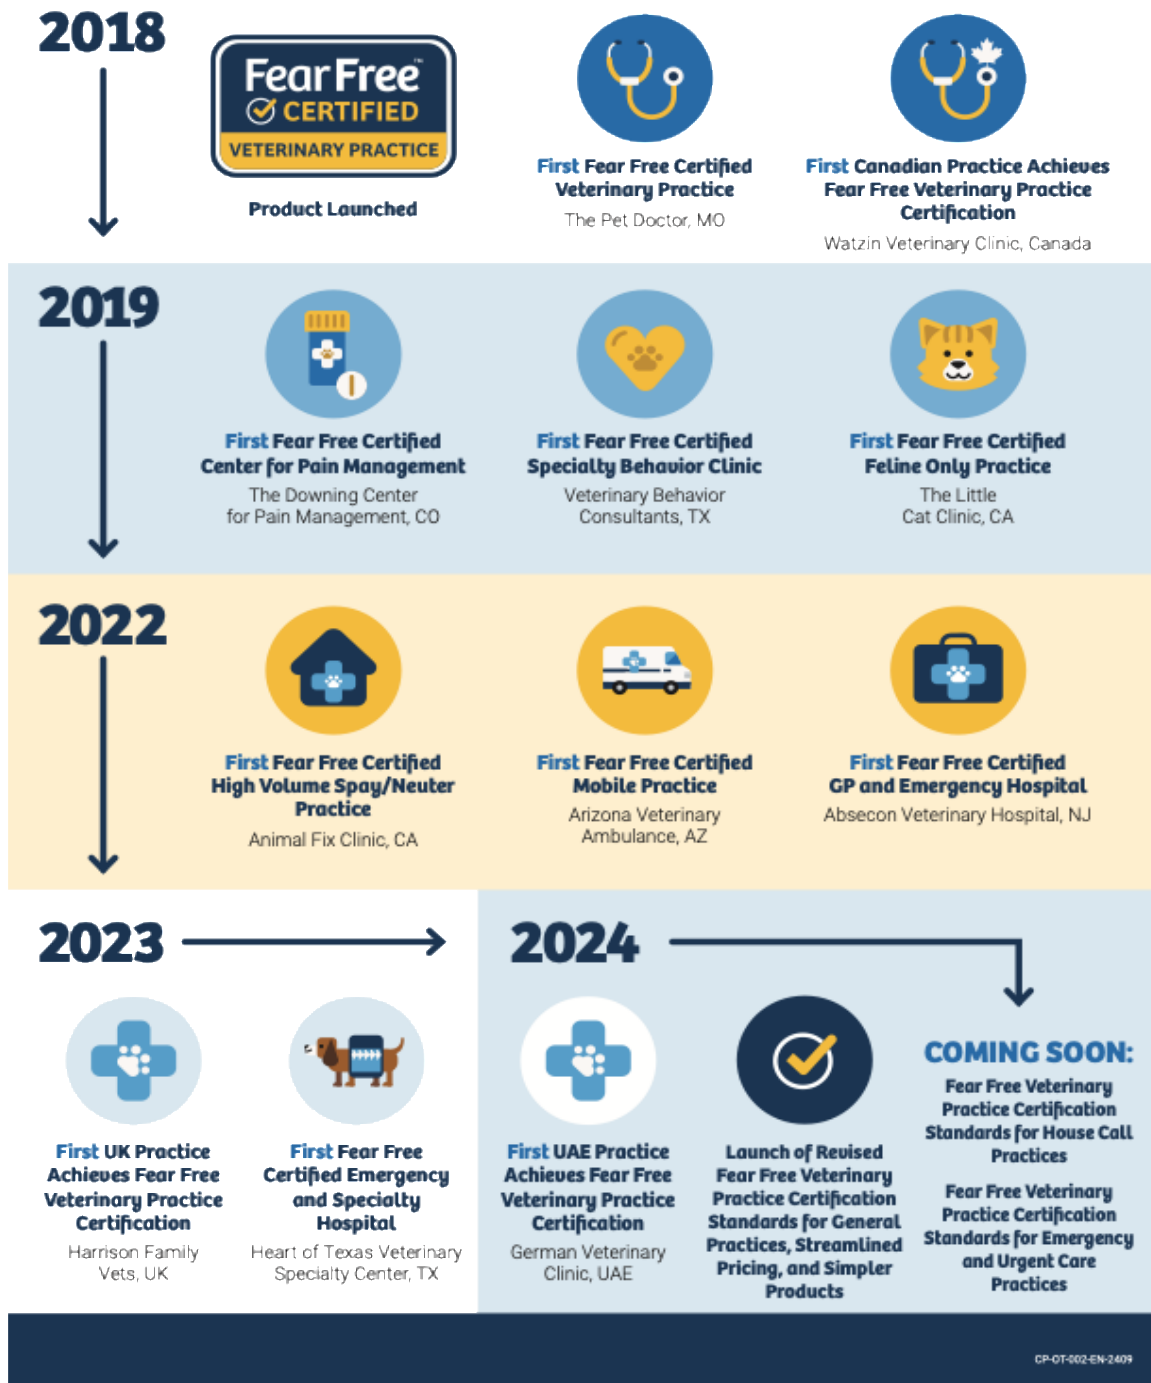 2018
FearFree™
CERTIFIED
VETERINARY PRACTICE
Product Launched
First Fear Free Certified
Veterinary Practice
The Pet Doctor, MO
First Canadian Practice Achieves
Fear Free Veterinary Practice
Certification
Watzin Veterinary Clinic, Canada
2019
First Fear Free Certified
Center for Pain Management
The Downing Center
for Pain Management, CO
First Fear Free Certified
Specialty Behavior Clinic
Veterinary Behavior
Consultants, TX
First Fear Free Certified
Feline Only Practice
The Little
Cat Clinic, CA
2022
First Fear Free Certified
High Volume Spay/Neuter
Practice
Animal Fix Clinic, CA
First Fear Free Certified
Mobile Practice
Arizona Veterinary
Ambulance, AZ
First Fear Free Certified
GP and Emergency Hospital
Absecon Veterinary Hospital, NJ
2023
First UK Practice
Achieves Fear Free
Veterinary Practice
Certification
Harrison Family
Vets, UK
First Fear Free
Certified Emergency
and Specialty
Hospital
Heart of Texas Veterinary
Specialty Center, TX
2024
First UAE Practice
Achieves Fear Free
Veterinary Practice
Certification
German Veterinary
Clinic, UAE
Launch of Revised
Fear Free Veterinary
Practice Certification
Standards for General
Practices, Streamlined
Pricing, and Simpler
Products
COMING SOON:
Fear Free Veterinary
Practice Certification
Standards for House Call
Practices
Fear Free Veterinary
Practice Certification
Standards for Emergency
and Urgent Care
Practices
CP-OT-002-EN-2409